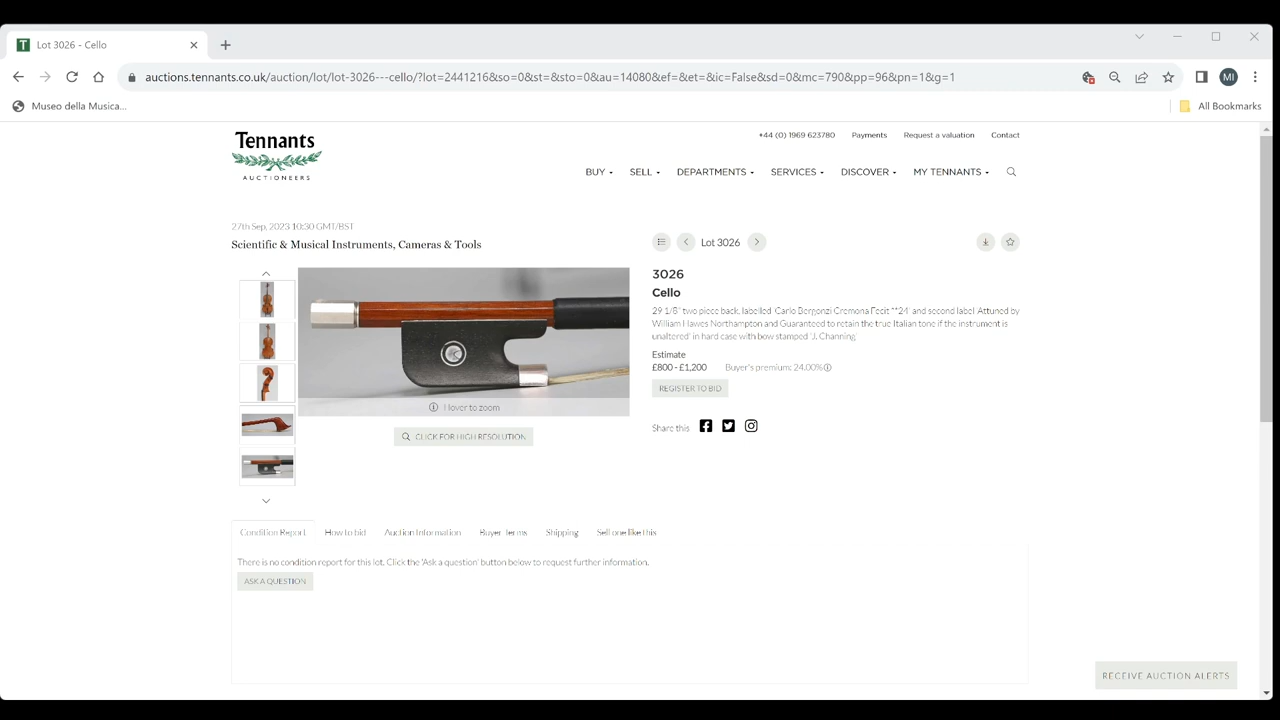 Lot 3026 - Cello
auctions.tennants.co.uk/auction/lot/lot-3026---cello/?lot=2441216&so=0&st=&sto=0&au=14080&ef=&et=&ic=False&sd=0&mc=790&pp=96&pn=1&g=1
MI
Museo della Musica...
All Bookmarks
Tennants
AUCTIONEERS
+44 (0) 1969 623780 Payments Request a valuation Contact
BUY SELL DEPARTMENTS SERVICES DISCOVER MY TENNANTS
27th Sep, 2023 10:30 GMT/BST
Scientific & Musical Instruments, Cameras & Tools
Lot 3026
3026
Cello
29 1/8" two piece back, labelled 'Carlo Bergonzi Cremona Fecit **24' and second label 'Attuned by
William Hawes Northampton and Guaranteed to retain the true Italian tone if the instrument is
unaltered' in hard case with bow stamped 'J. Channing'
Estimate
£800 - £1,200 Buyer's premium: 24.00%
REGISTER TO BID
Share this
Hover to zoom
CLICK FOR HIGH RESOLUTION
Condition Report How to bid Auction Information Buyer Terms Shipping Sell one like this
There is no condition report for this lot. Click the 'Ask a question' button below to request further information.
ASK A QUESTION
RECEIVE AUCTION ALERTS